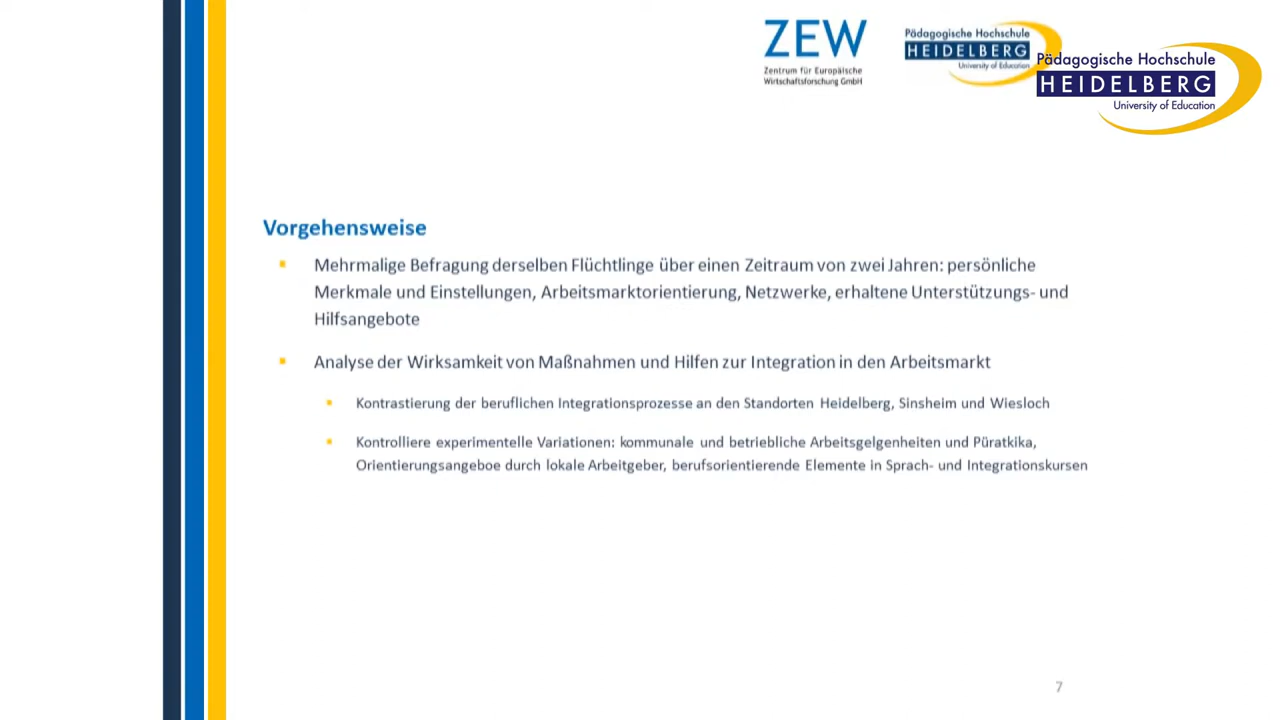 ZEW
Zentrum für Europäische
Wirtschaftsforschung GmbH
Pädagogische Hochschule
HEIDELBERG
University of Education
Pädagogische Hochschule
HEIDELBERG
University of Education
Vorgehensweise
▪ Mehrmalige Befragung derselben Flüchtlinge über einen Zeitraum von zwei Jahren: persönliche
Merkmale und Einstellungen, Arbeitsmarktorientierung, Netzwerke, erhaltene Unterstützungs- und
Hilfsangebote
▪ Analyse der Wirksamkeit von Maßnahmen und Hilfen zur Integration in den Arbeitsmarkt
▪ Kontrastierung der beruflichen Integrationsprozesse an den Standorten Heidelberg, Sinsheim und Wiesloch
▪ Kontrolliere experimentelle Variationen: kommunale und betriebliche Arbeitsgelgenheiten und Püratkika,
Orientierungsangeboe durch lokale Arbeitgeber, berufsorientierende Elemente in Sprach- und Integrationskursen
7